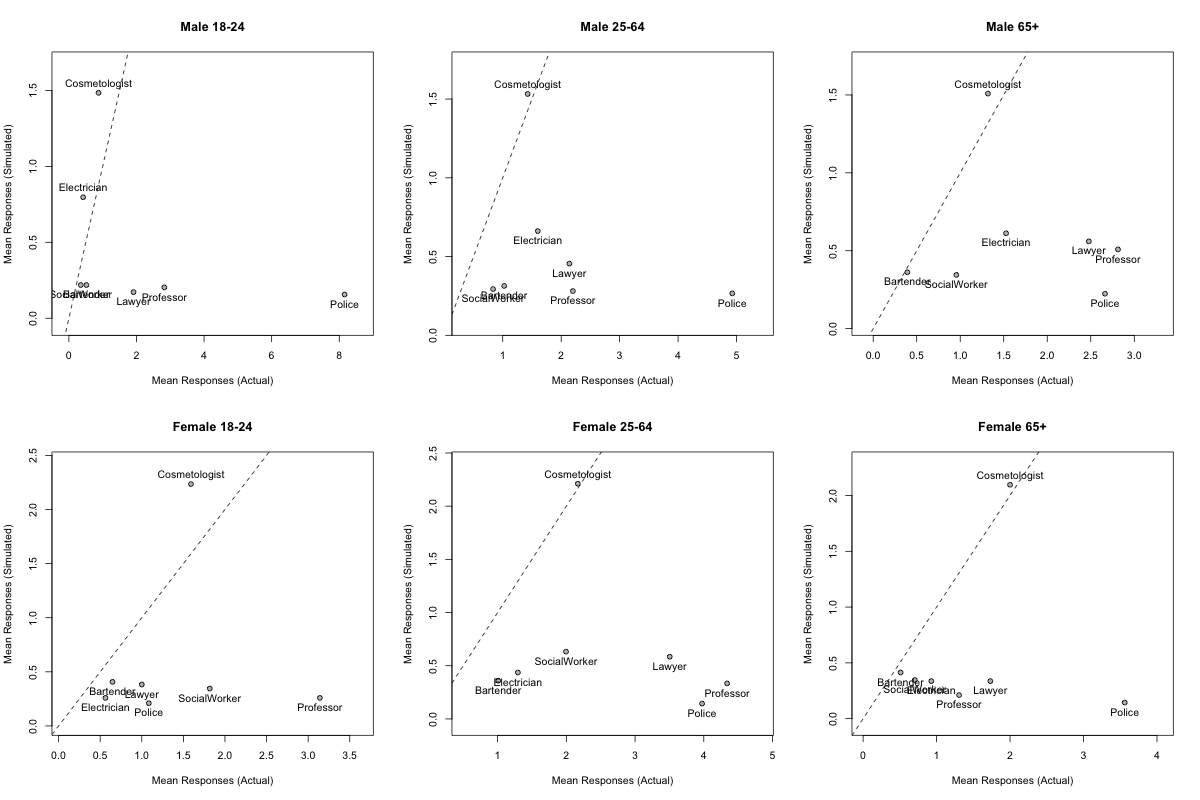 Male 18-24
Mean Responses (Simulated)
0.0
0.5
1.0
1.5
Cosmetologist
Electrician
SocialWorker
Bartender
Lawyer
Professor
Police
0
2
4
6
8
Mean Responses (Actual)
Male 25-64
Mean Responses (Simulated)
0.0
0.5
1.0
1.5
Cosmetologist
Electrician
Lawyer
SocialWorker
Bartender
Professor
Police
1
2
3
4
5
Mean Responses (Actual)
Male 65+
Mean Responses (Simulated)
0.0
0.5
1.0
1.5
Cosmetologist
Electrician
Lawyer
Professor
Bartender
SocialWorker
Police
0.0
0.5
1.0
1.5
2.0
2.5
3.0
Mean Responses (Actual)
Female 18-24
Mean Responses (Simulated)
0.0
0.5
1.0
1.5
2.0
2.5
Cosmetologist
Bartender
Lawyer
SocialWorker
Electrician
Police
Professor
0.0
0.5
1.0
1.5
2.0
2.5
3.0
3.5
Mean Responses (Actual)
Female 25-64
Mean Responses (Simulated)
0.0
0.5
1.0
1.5
2.0
2.5
Cosmetologist
SocialWorker
Lawyer
Electrician
Bartender
Professor
Police
1
2
3
4
5
Mean Responses (Actual)
Female 65+
Mean Responses (Simulated)
0.0
0.5
1.0
1.5
2.0
Cosmetologist
Bartender
SocialWorker
Electrician
Lawyer
Professor
Police
0
1
2
3
4
Mean Responses (Actual)